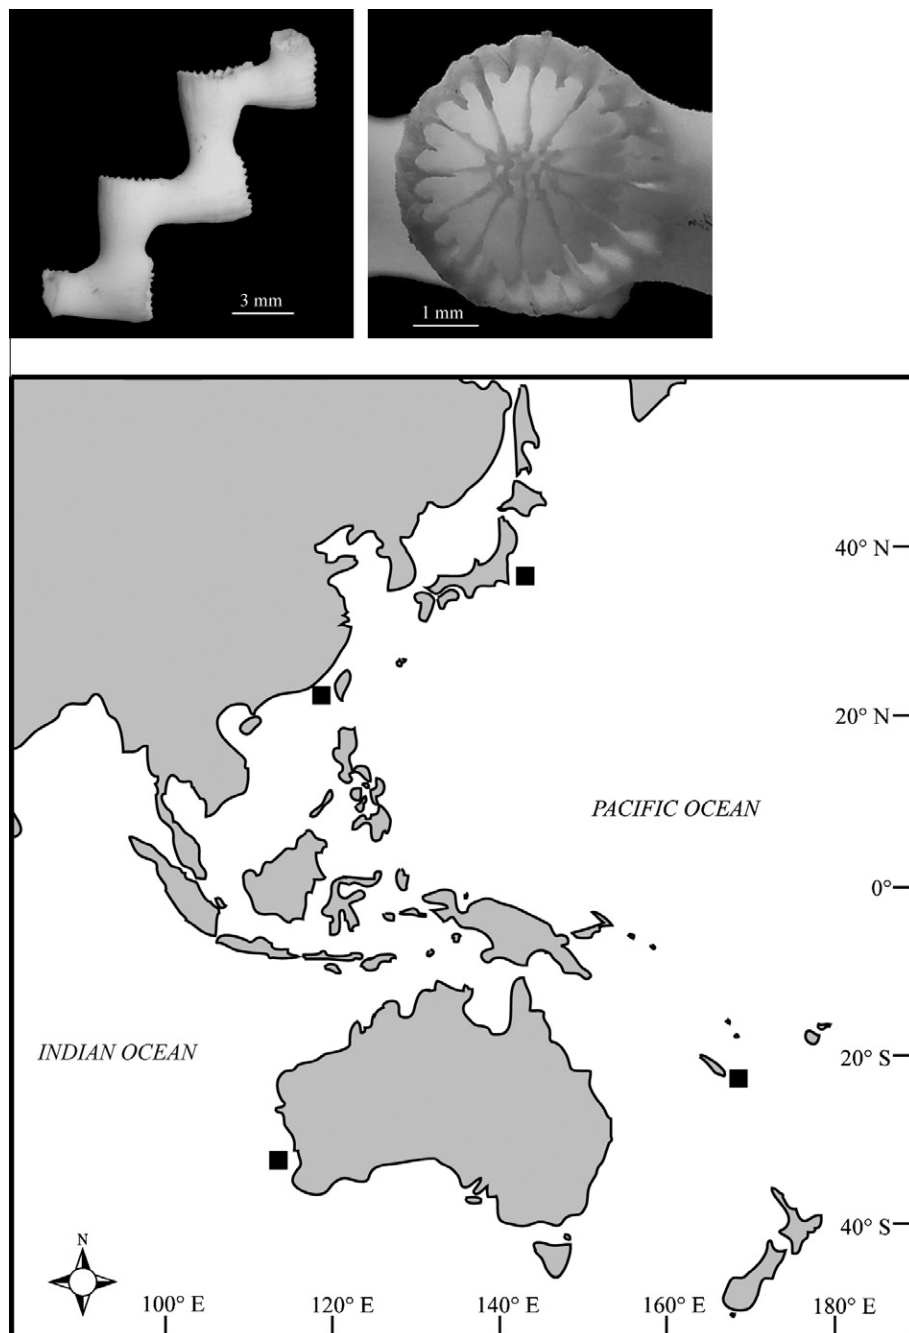 3 mm
1 mm
40° N
20° N
PACIFIC OCEAN
0°
INDIAN OCEAN
20° S
40° S
N
100° E
120° E
140° E
160° E
180° E